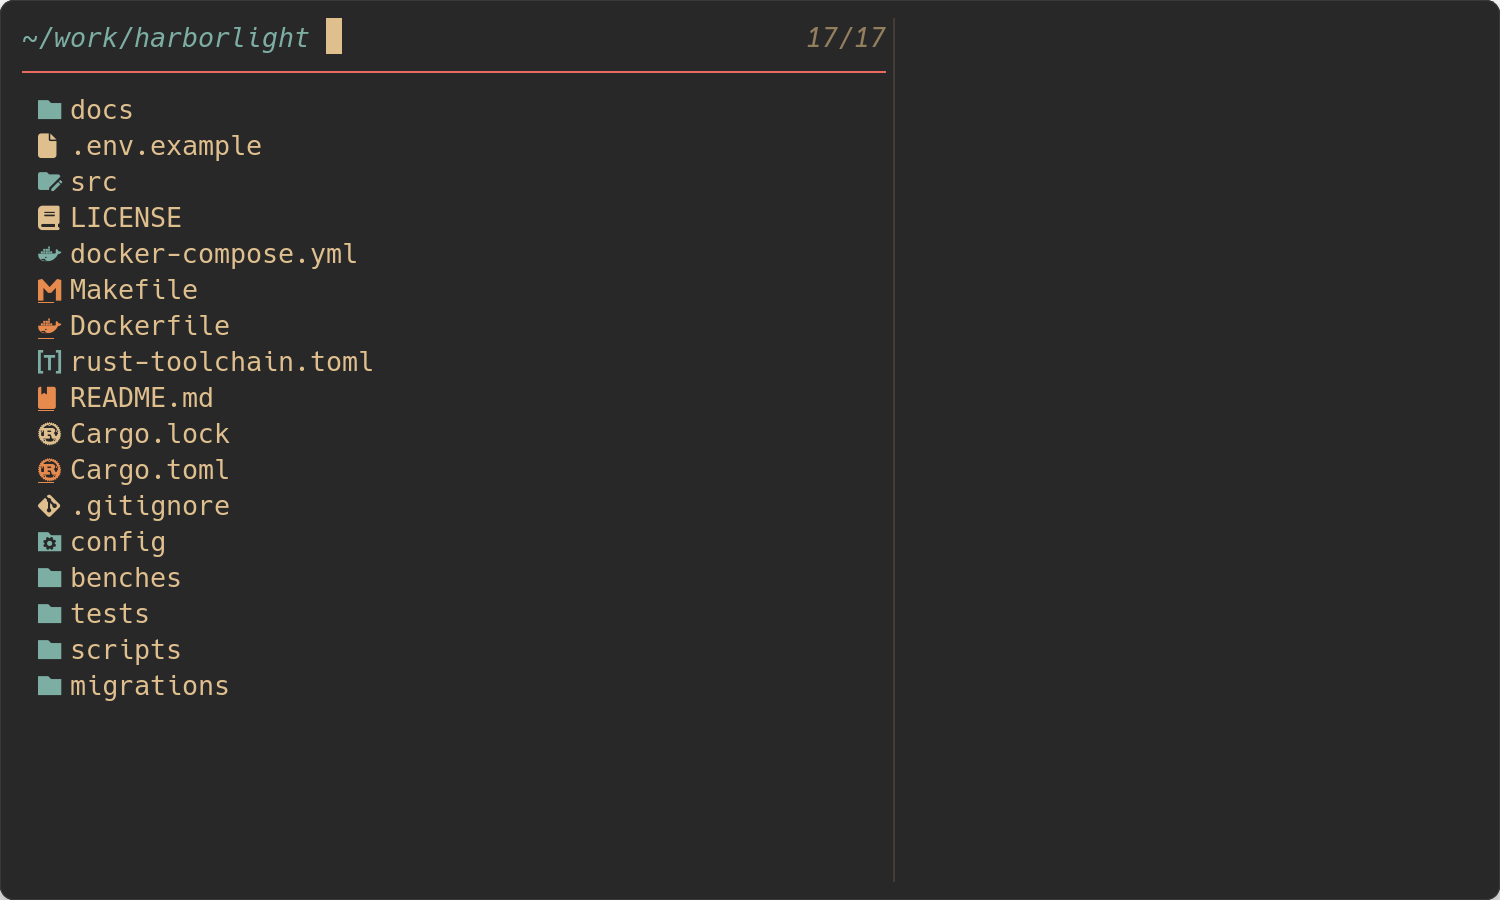 ~/work/harborlight 17/17
docs
.env.example
src
LICENSE
docker-compose.yml
Makefile
Dockerfile
rust-toolchain.toml
README.md
Cargo.lock
Cargo.toml
.gitignore
config
benches
tests
scripts
migrations